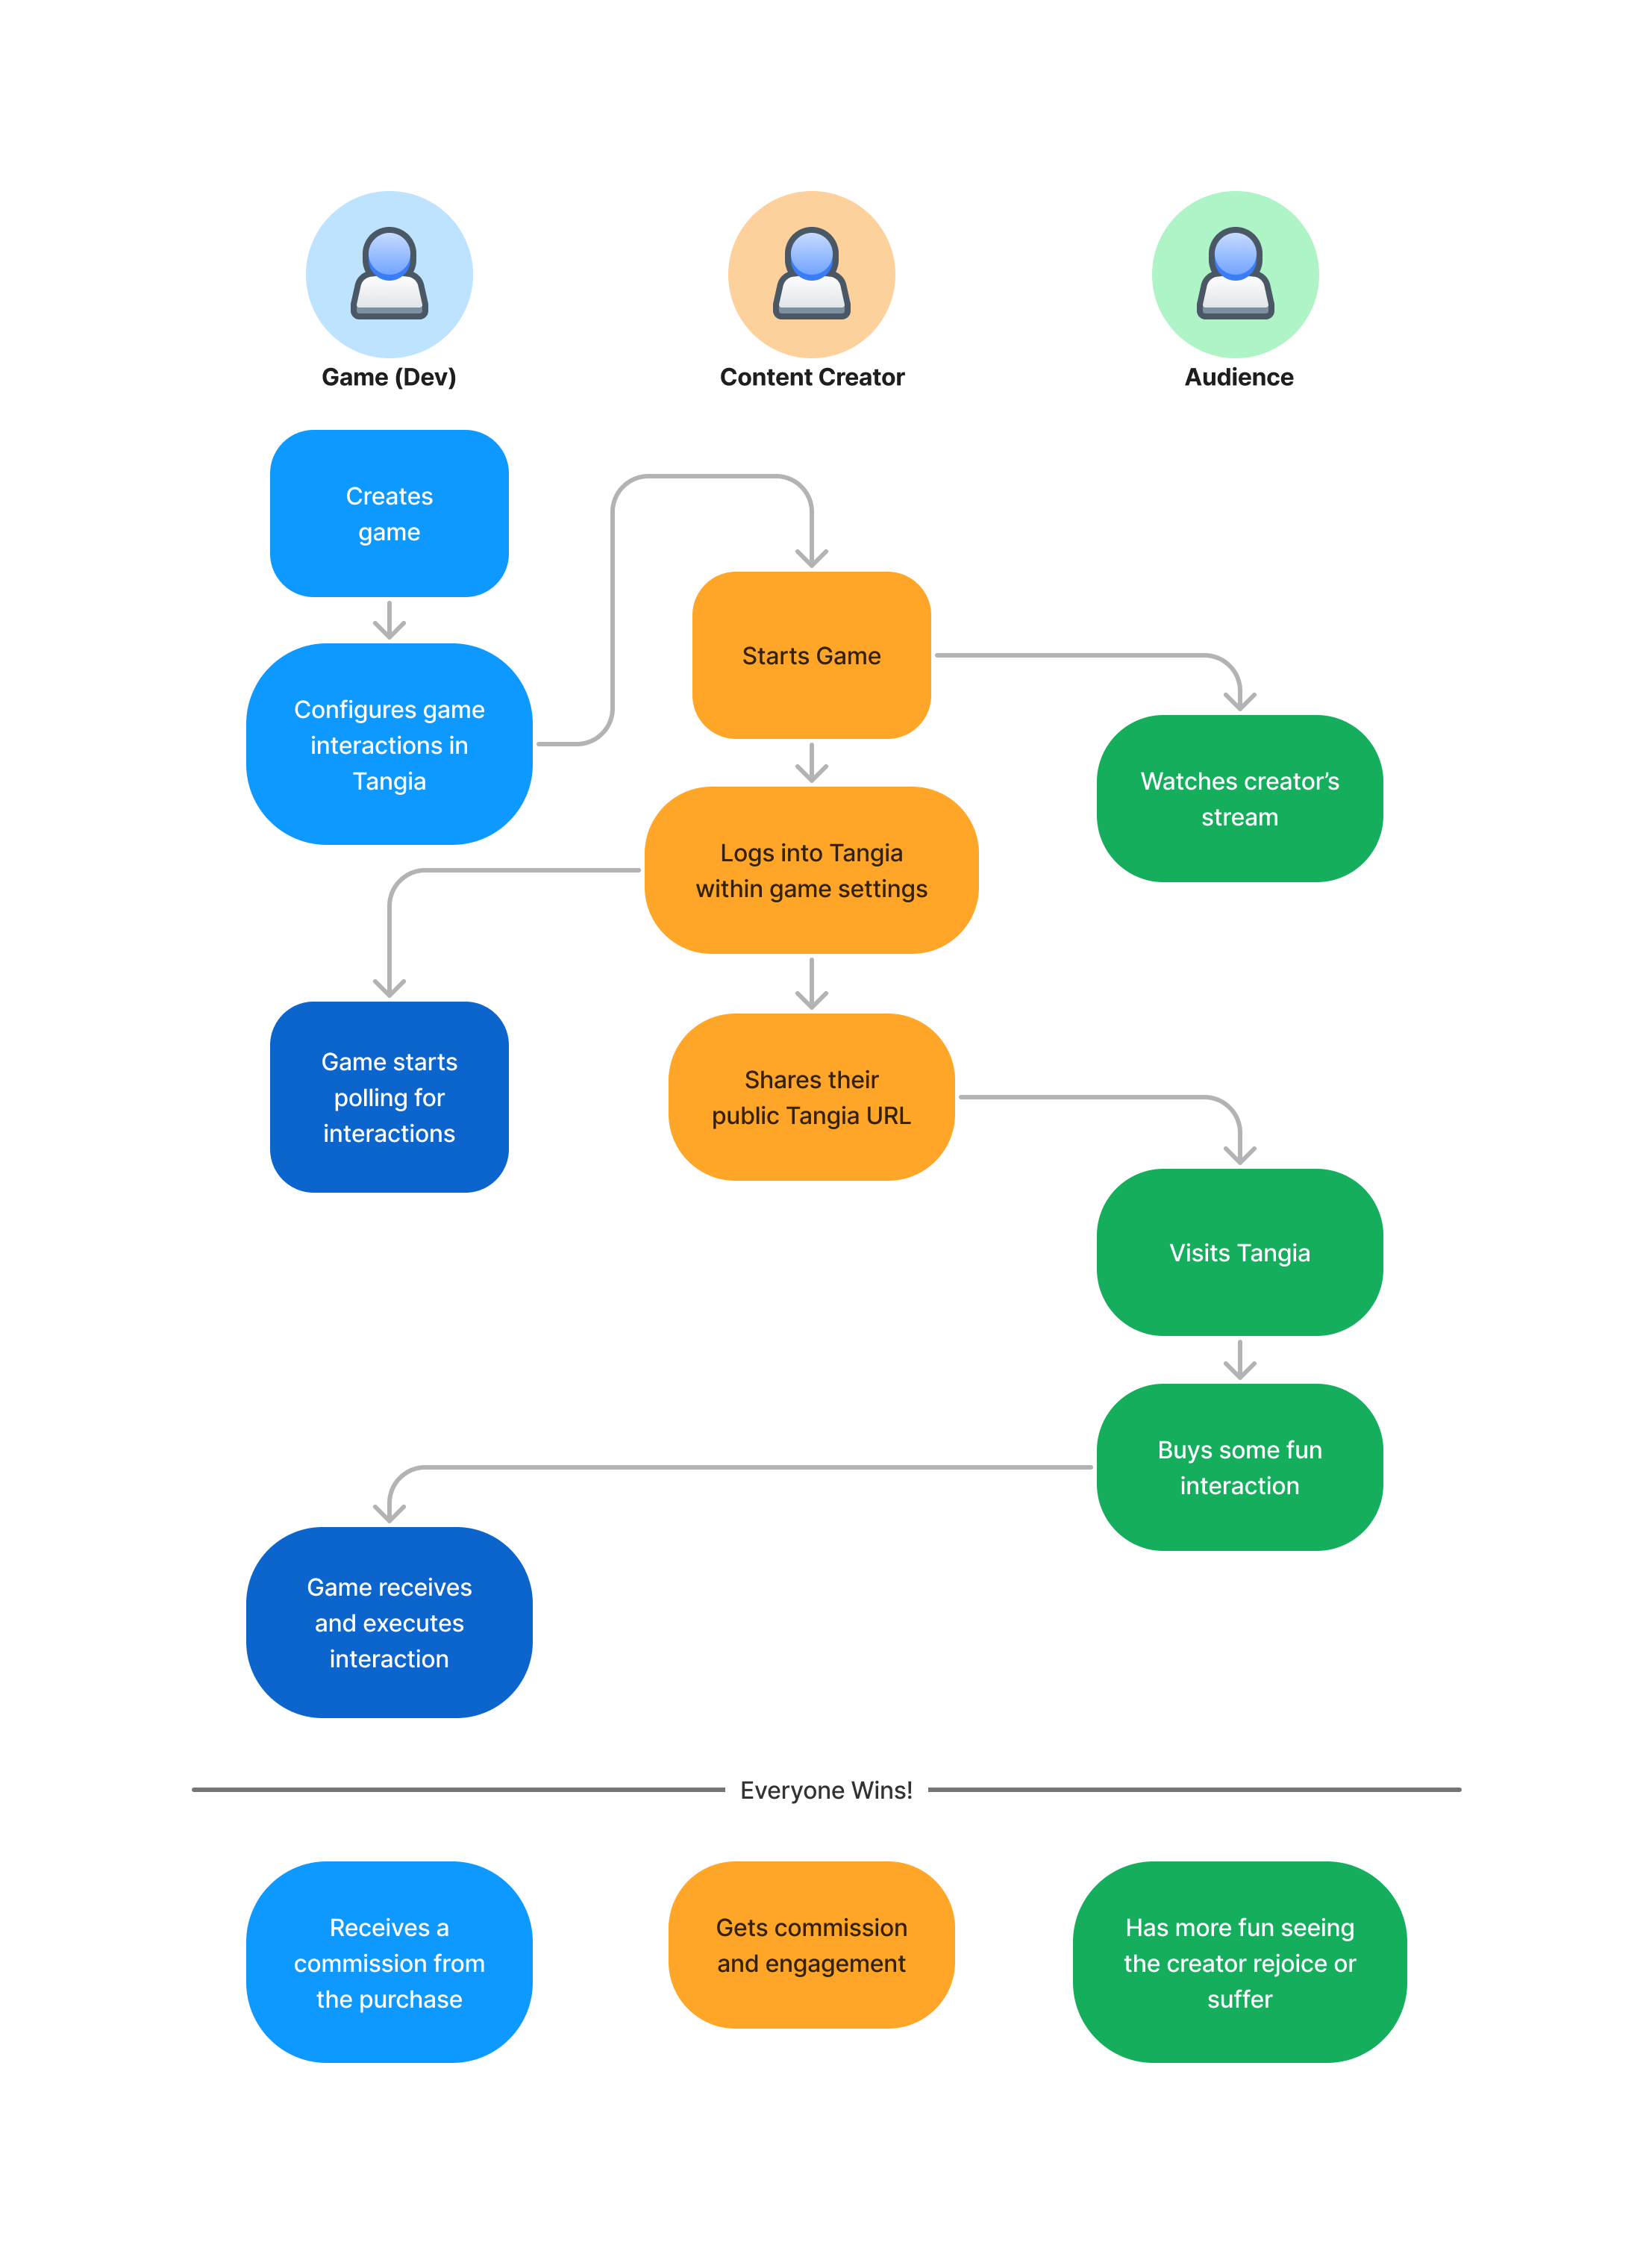 Game (Dev)
Content Creator
Audience
Creates
game
Configures game
interactions in
Tangia
Starts Game
Watches creator’s
stream
Logs into Tangia
within game settings
Game starts
polling for
interactions
Shares their
public Tangia URL
Visits Tangia
Buys some fun
interaction
Game receives
and executes
interaction
Everyone Wins!
Receives a
commission from
the purchase
Gets commission
and engagement
Has more fun seeing
the creator rejoice or
suffer